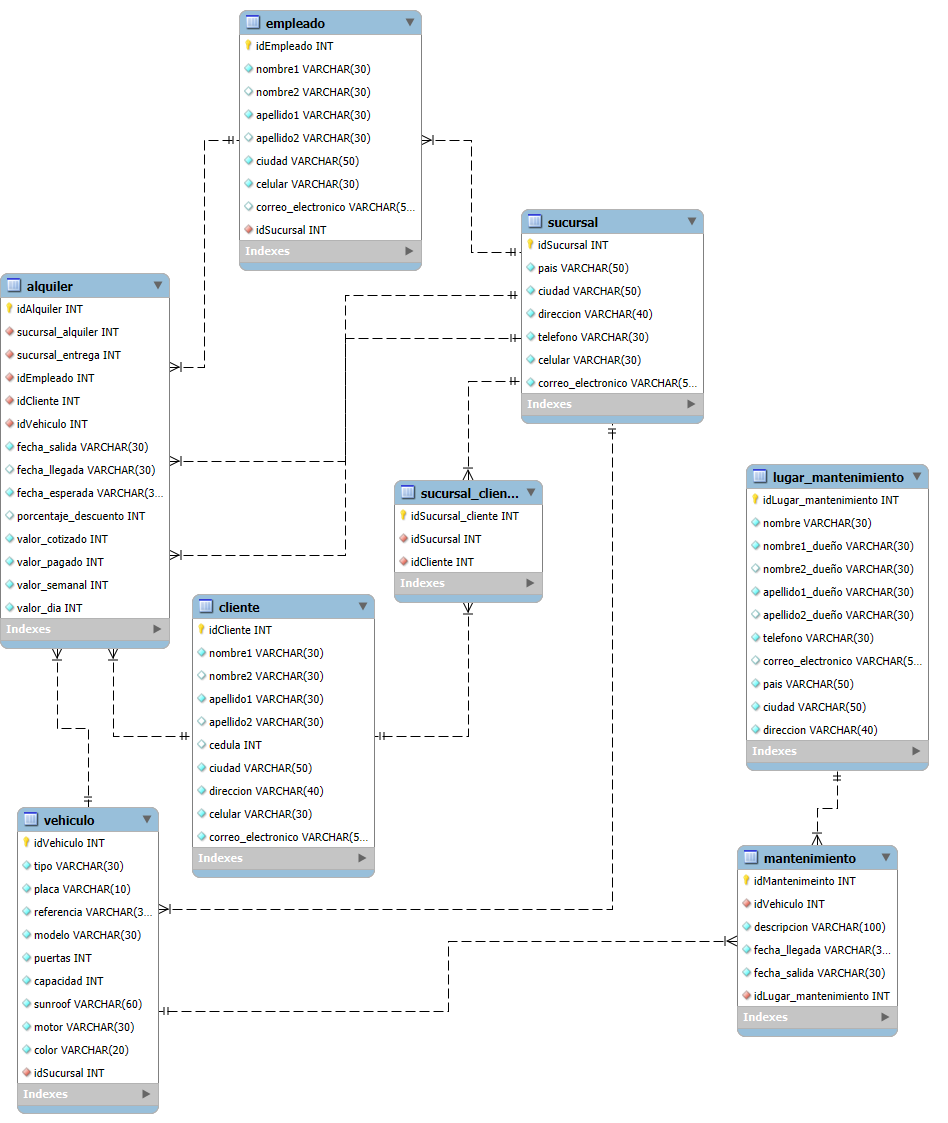 empleado
idEmpleado INT
nombre1 VARCHAR(30)
nombre2 VARCHAR(30)
apellido1 VARCHAR(30)
apellido2 VARCHAR(30)
ciudad VARCHAR(50)
celular VARCHAR(30)
correo_electronico VARCHAR(5...
idSucursal INT
Indexes
sucursal
idSucursal INT
pais VARCHAR(50)
ciudad VARCHAR(50)
direccion VARCHAR(40)
telefono VARCHAR(30)
celular VARCHAR(30)
correo_electronico VARCHAR(5...
Indexes
alquiler
idAlquiler INT
sucursal_alquiler INT
sucursal_entrega INT
idEmpleado INT
idCliente INT
idVehiculo INT
fecha_salida VARCHAR(30)
fecha_llegada VARCHAR(30)
fecha_esperada VARCHAR(3...
porcentaje_descuento INT
valor_cotizado INT
valor_pagado INT
valor_semanal INT
valor_dia INT
Indexes
sucursal_clien...
idSucursal_cliente INT
idSucursal INT
idCliente INT
Indexes
lugar_mantenimiento
idLugar_mantenimiento INT
nombre VARCHAR(30)
nombre1_dueño VARCHAR(30)
nombre2_dueño VARCHAR(30)
apellido1_dueño VARCHAR(30)
apellido2_dueño VARCHAR(30)
telefono VARCHAR(30)
correo_electronico VARCHAR(5...
pais VARCHAR(50)
ciudad VARCHAR(50)
direccion VARCHAR(40)
Indexes
cliente
idCliente INT
nombre1 VARCHAR(30)
nombre2 VARCHAR(30)
apellido1 VARCHAR(30)
apellido2 VARCHAR(30)
cedula INT
ciudad VARCHAR(50)
direccion VARCHAR(40)
celular VARCHAR(30)
correo_electronico VARCHAR(5...
Indexes
vehiculo
idVehiculo INT
tipo VARCHAR(30)
placa VARCHAR(10)
referencia VARCHAR(3...
modelo VARCHAR(30)
puertas INT
capacidad INT
sunroof VARCHAR(60)
motor VARCHAR(30)
color VARCHAR(20)
idSucursal INT
Indexes
mantenimiento
idMantenimeinto INT
idVehiculo INT
descripcion VARCHAR(100)
fecha_llegada VARCHAR(3...
fecha_salida VARCHAR(30)
idLugar_mantenimiento INT
Indexes